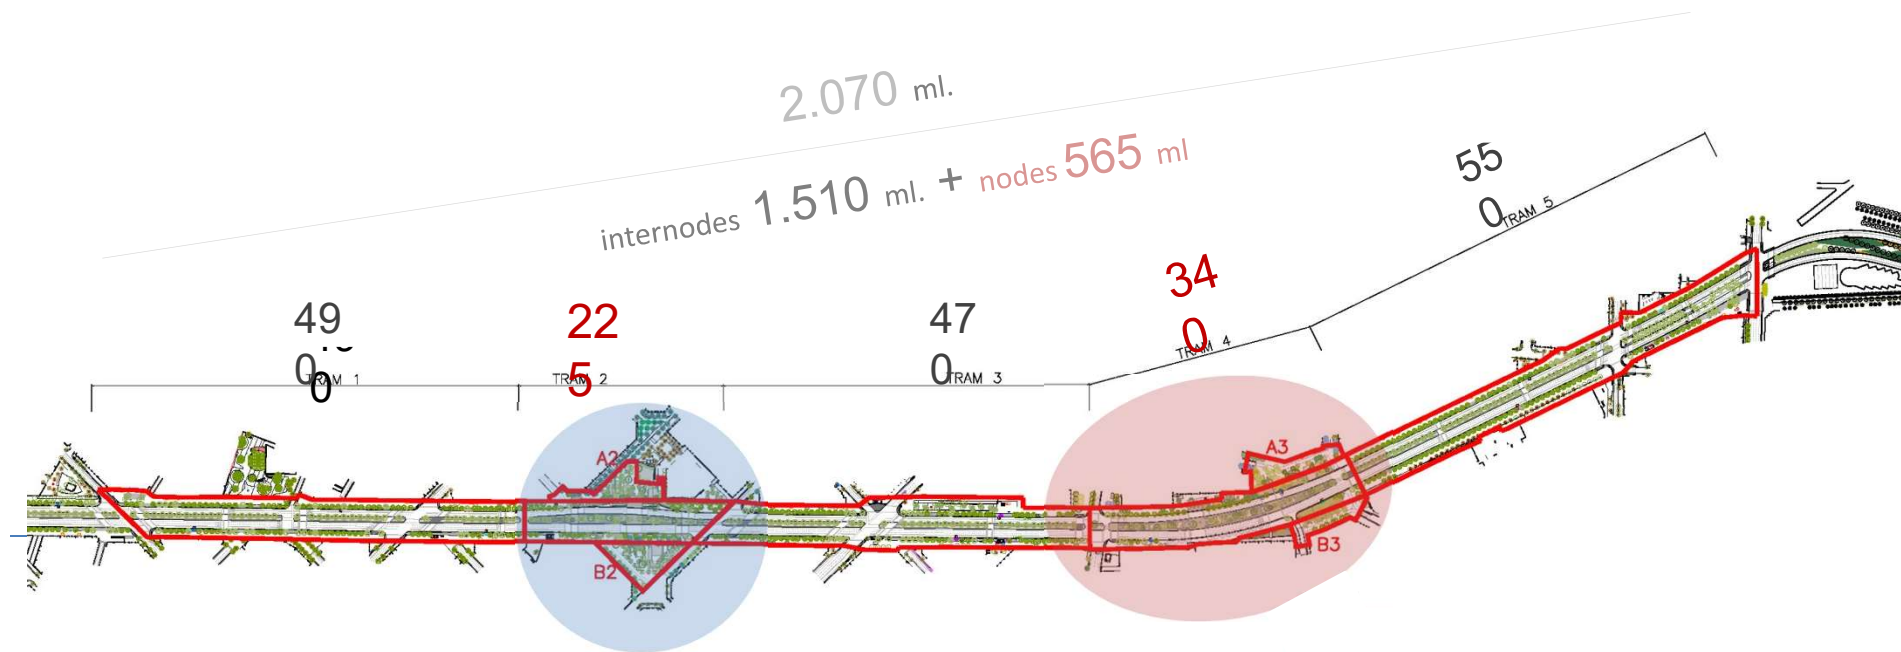 2.070 ml.
internodes 1.510 ml. + nodes 565 ml
55
0
TRAM 5
34
0
TRAM 4
49
0
0
TRAM 1
22
5
TRAM 2
47
0
TRAM 3
A2
B2
A3
B3